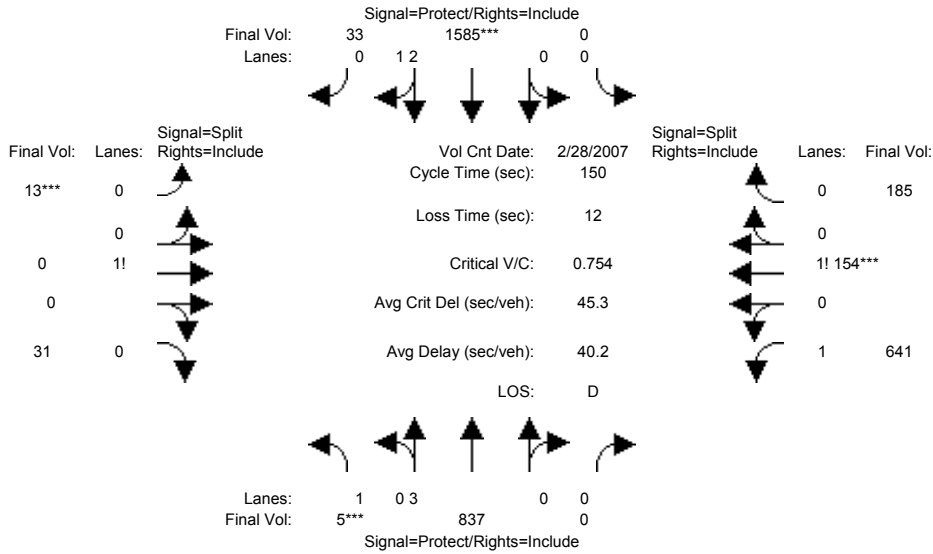 Signal=Protect/Rights=Include
Final Vol: 33 1585*** 0
Lanes: 0 1 2 0 0
Signal=Split
Final Vol: Lanes: Rights=Include
Vol Cnt Date: 2/28/2007
Signal=Split
Rights=Include Lanes: Final Vol:
Cycle Time (sec): 150
13*** 0
0 185
Loss Time (sec): 12
0
0
0 1!
Critical V/C: 0.754
1! 154***
0 0
Avg Crit Del (sec/veh): 45.3
0
31 0
Avg Delay (sec/veh): 40.2
1 641
LOS: D
Lanes: 1 0 3 0 0
Final Vol: 5*** 837 0
Signal=Protect/Rights=Include